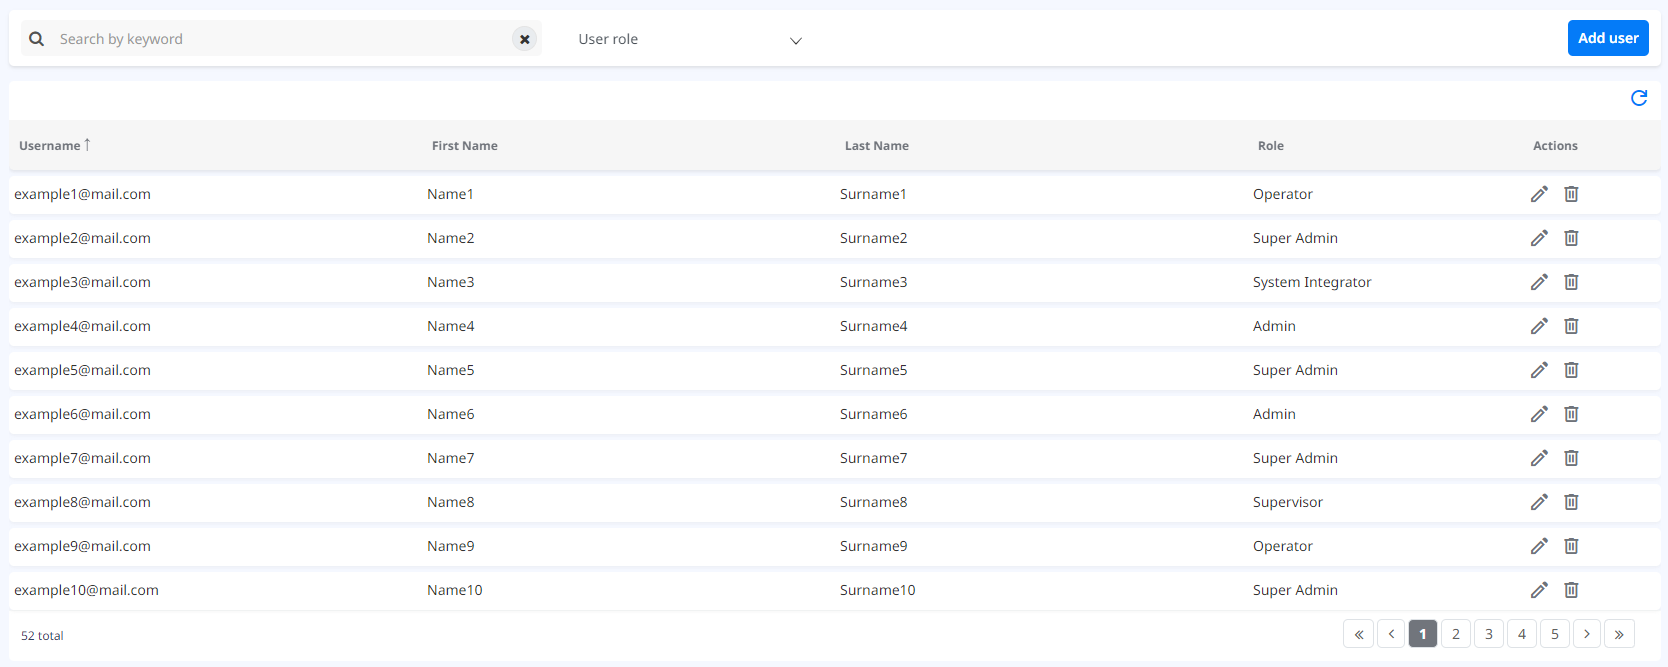 Search by keyword User role Add user
Username First Name Last Name Role Actions
example1@mail.com Name1 Surname1 Operator
example2@mail.com Name2 Surname2 Super Admin
example3@mail.com Name3 Surname3 System Integrator
example4@mail.com Name4 Surname4 Admin
example5@mail.com Name5 Surname5 Super Admin
example6@mail.com Name6 Surname6 Admin
example7@mail.com Name7 Surname7 Super Admin
example8@mail.com Name8 Surname8 Supervisor
example9@mail.com Name9 Surname9 Operator
example10@mail.com Name10 Surname10 Super Admin
52 total « ‹ 1 2 3 4 5 › »